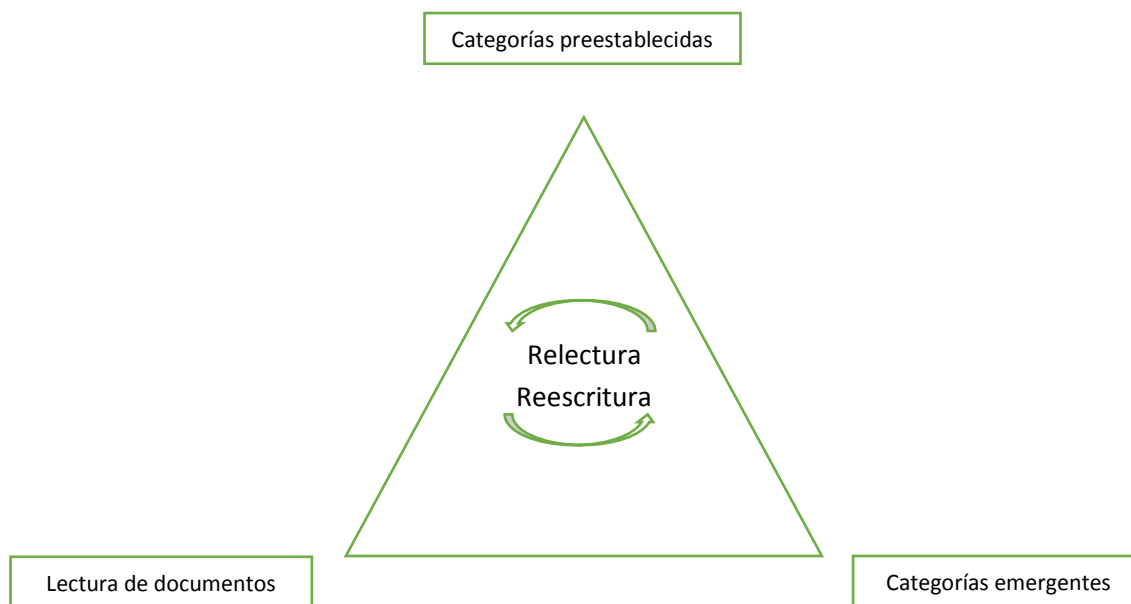 Categorías preestablecidas
Relectura
Reescritura
Lectura de documentos
Categorías emergentes